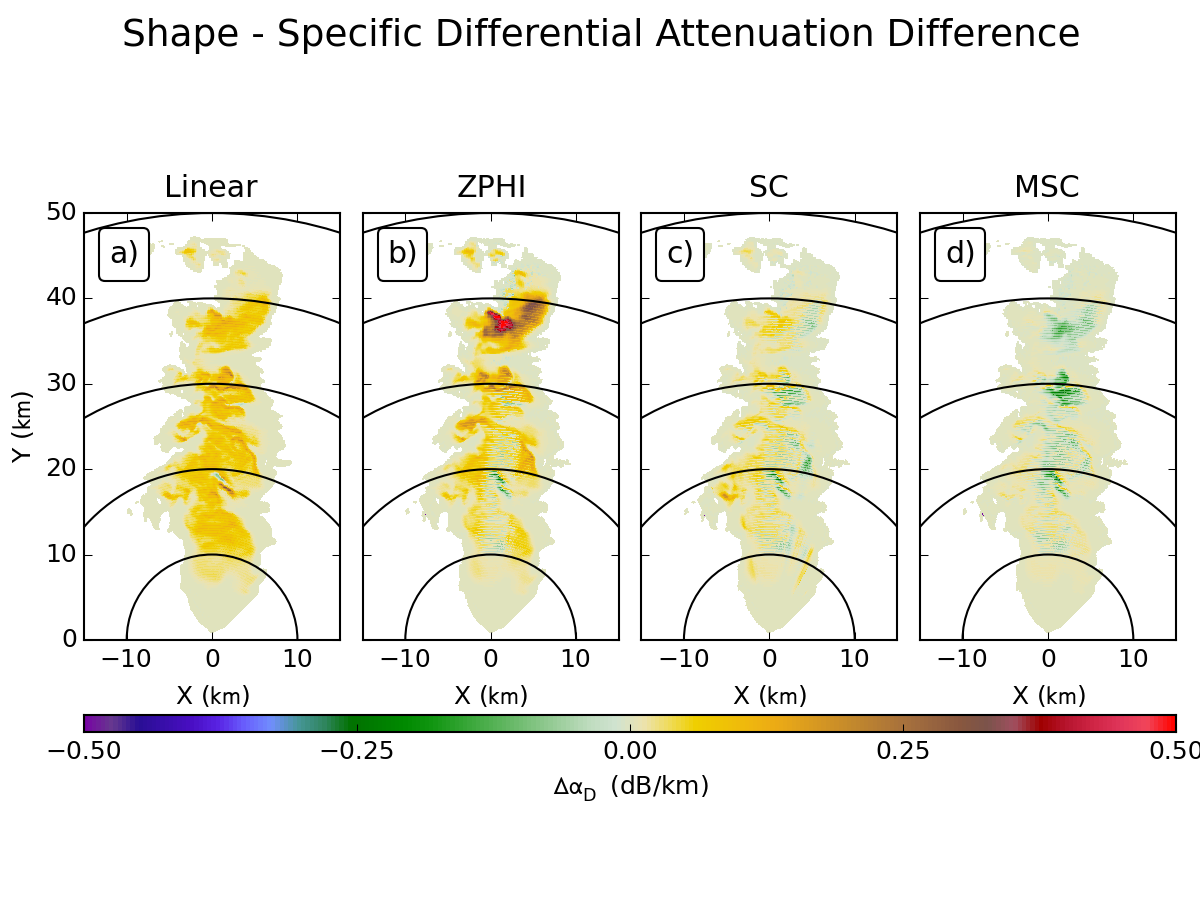 Shape - Specific Differential Attenuation Difference
Linear ZPHI SC MSC
a) b) c) d)
50
40
30
20
10
0
Y (km)
−10 0 10 −10 0 10 −10 0 10 −10 0 10
X (km) X (km) X (km) X (km)
−0.50 −0.25 0.00 0.25 0.50
Δα_D (dB/km)